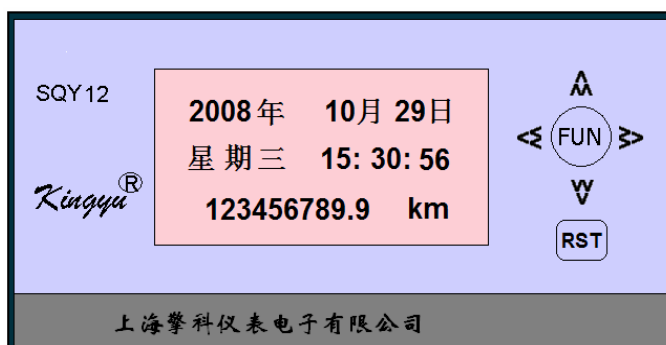 SQY12
Kingyu®
2008年 10月 29日
星期三 15: 30: 56
123456789.9 km
FUN
RST
上海擎科仪表电子有限公司